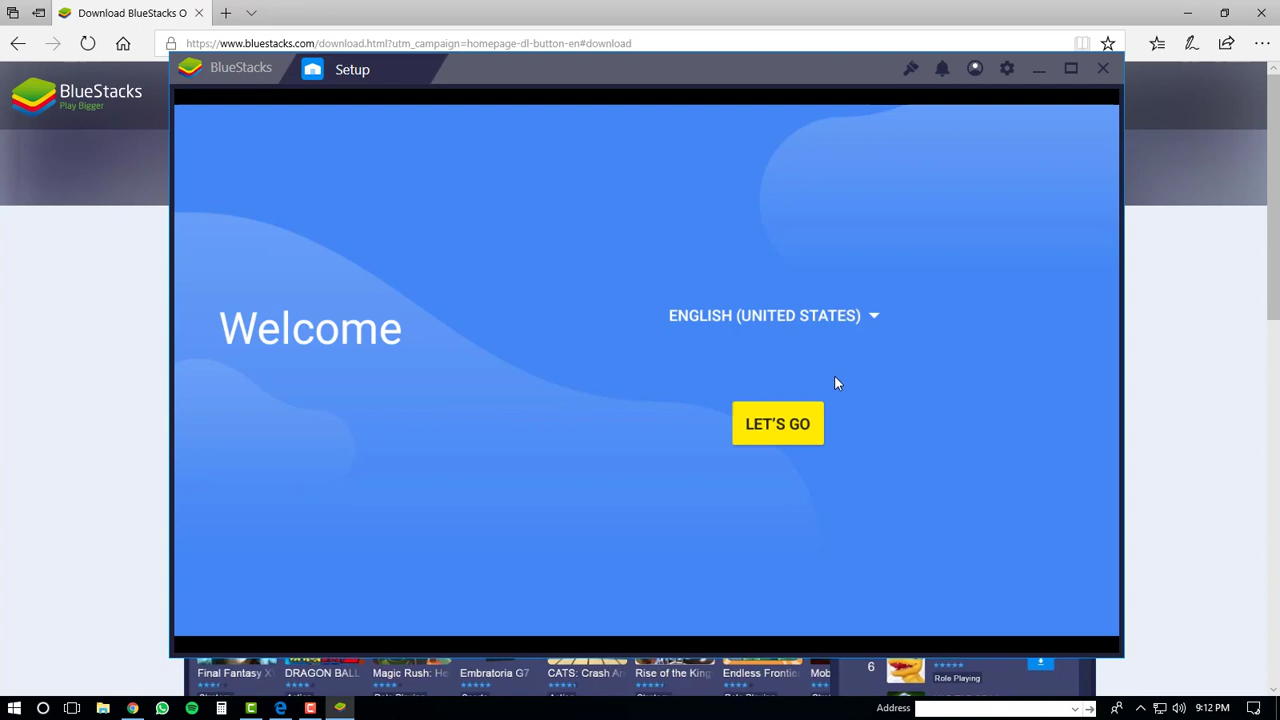 Download BlueStacks O
https://www.bluestacks.com/download.html?utm_campaign=homepage-dl-button-en#download
BlueStacks
Play Bigger
BlueStacks
Setup
Welcome
ENGLISH (UNITED STATES)
LET'S GO
Final Fantasy X
DRAGON BALL
Magic Rush: He
Embratoria G7
CATS: Crash Ar
Rise of the King
Endless Frontier
Mob
6
Role Playing
Address
9:12 PM